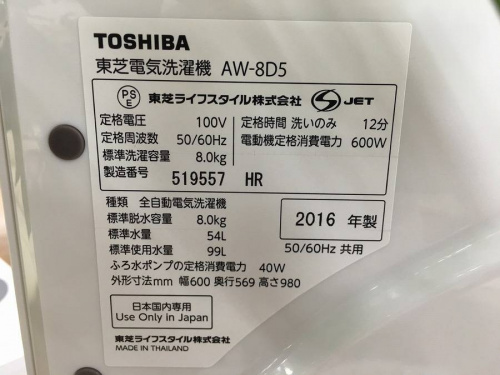 TOSHIBA
東芝電気洗濯機 AW-8D5
PS
E
東芝ライフスタイル株式会社
JET
定格電圧 100V
定格周波数 50/60Hz
標準洗濯容量 8.0kg
製造番号 519557 HR
定格時間 洗いのみ 12分
電動機定格消費電力 600W
種類 全自動電気洗濯機
標準脱水容量 8.0kg
標準水量 54L
標準使用水量 99L
2016 年製
50/60Hz 共用
ふろ水ポンプの定格消費電力 40W
外形寸法mm 幅600 奥行569 高さ980
日本国内専用
Use Only in Japan
東芝ライフスタイル株式会社
MADE IN THAILAND